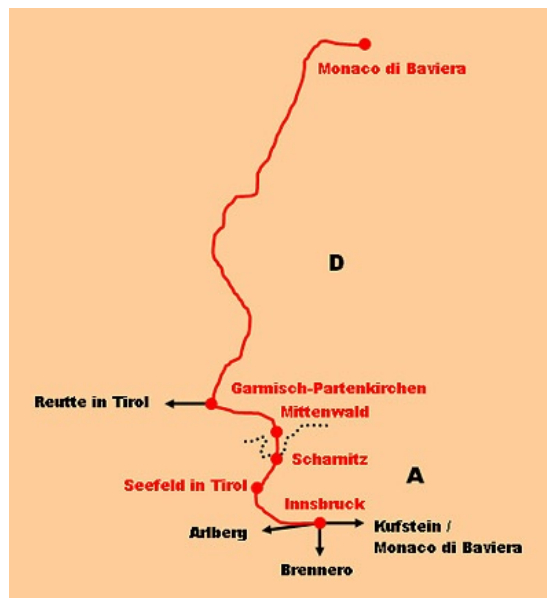 Monaco di Baviera
D
Garmisch-Partenkirchen
Reutte in Tirol
Mittenwald
Scharnitz
A
Seefeld in Tirol
Innsbruck
Arlberg
Kufstein /
Monaco di Baviera
Brennero